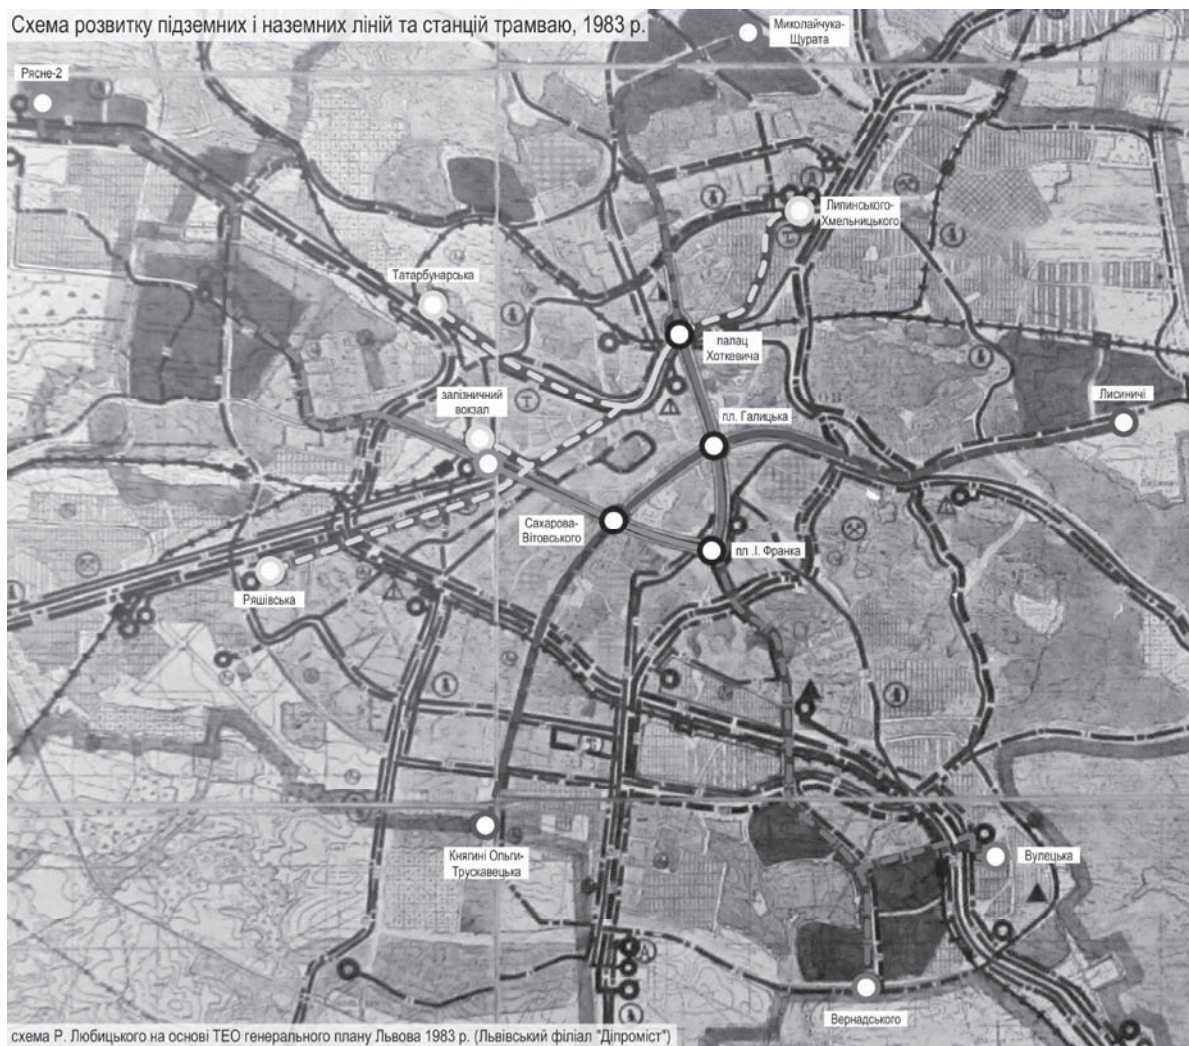 Схема розвитку підземних і наземних ліній та станцій трамваю, 1983 р.
Миколайчука-
Щурата
Рясне-2
Липинського-
Хмельницького
Татарбунарська
палац
Хоткевича
залізничний
вокзал
Лисиничі
пл. Галицька
Сахарова-
Вітовського
пл .І. Франка
Ряшівська
Княгині Ольги-
Трускавецька
Вулецька
Вернадського
схема Р. Любицького на основі ТЕО генерального плану Львова 1983 р. (Львівський філіал "Діпроміст")